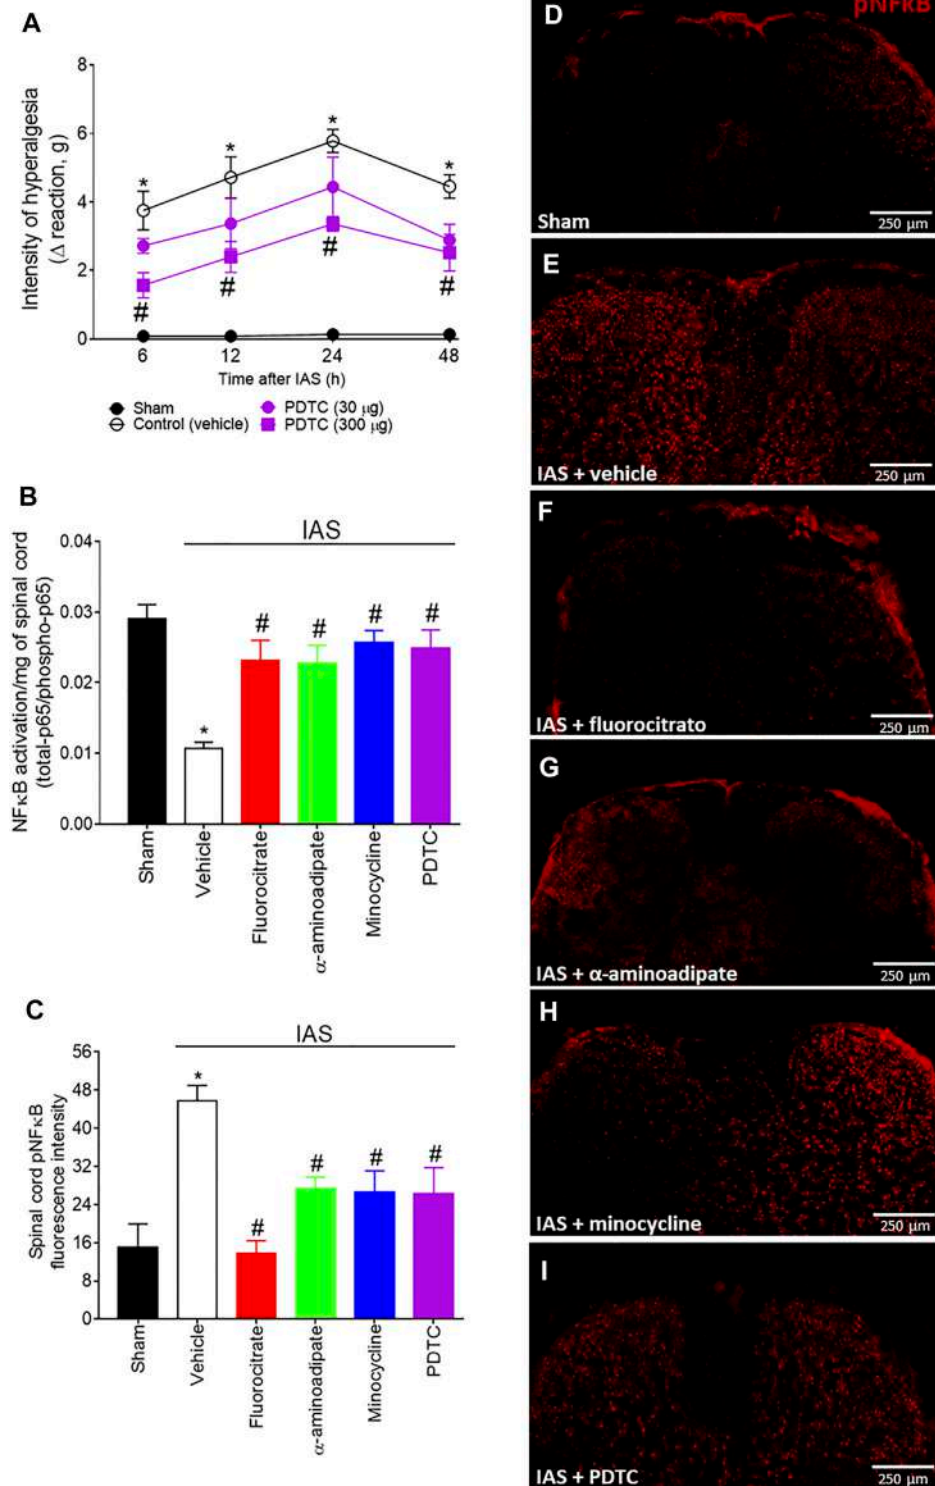 A
8
6
4
2
0
Intensity of hyperalgesia
(Δ reaction, g)
* * * *
# # # #
6 12 24 48
Time after IAS (h)
Sham
Control (vehicle)
PDTC (30 µg)
PDTC (300 µg)
B
IAS
0.04
0.03
0.02
0.01
0.00
NFκB activation/mg of spinal cord
(total-p65/phospho-p65)
* # # # #
Sham
Vehicle
Fluorocitrate
α-aminoadipate
Minocycline
PDTC
C
IAS
56
48
40
32
24
16
8
0
Spinal cord pNFκB
fluorescence intensity
* # # # #
Sham
Vehicle
Fluorocitrate
α-aminoadipate
Minocycline
PDTC
D
pNFkB
Sham
250 µm
E
IAS + vehicle
250 µm
F
IAS + fluorocitrato
250 µm
G
IAS + α-aminoadipate
250 µm
H
IAS + minocycline
250 µm
I
IAS + PDTC
250 µm